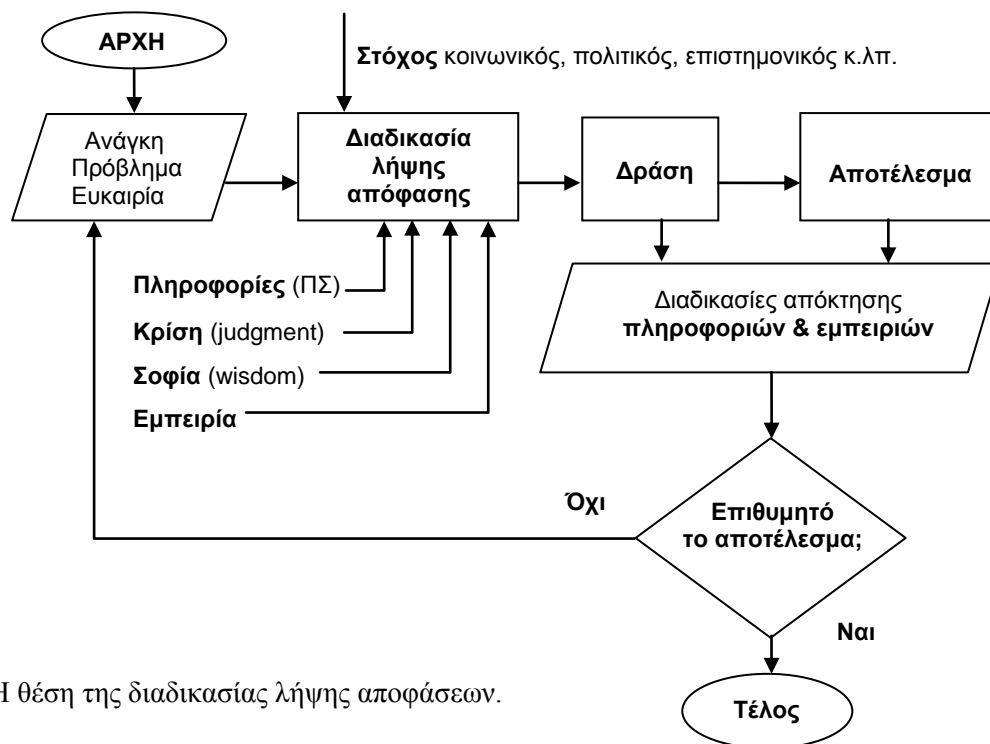 ΑΡΧΗ
Στόχος κοινωνικός, πολιτικός, επιστημονικός κ.λπ.
Ανάγκη
Πρόβλημα
Ευκαιρία
Διαδικασία
λήψης
απόφασης
Δράση
Αποτέλεσμα
Πληροφορίες (ΠΣ)
Κρίση (judgment)
Σοφία (wisdom)
Εμπειρία
Διαδικασίες απόκτησης
πληροφοριών & εμπειριών
Όχι
Επιθυμητό
το αποτέλεσμα;
Ναι
Τέλος
Η θέση της διαδικασίας λήψης αποφάσεων.